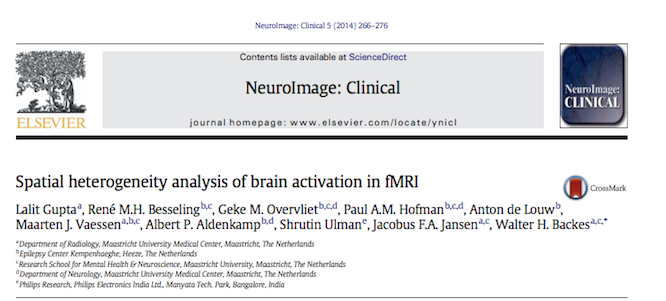 NeuroImage: Clinical 5 (2014) 266–276
Contents lists available at ScienceDirect
NeuroImage: Clinical
journal homepage: www.elsevier.com/locate/ynicl
ELSEVIER
NeuroImage:
CLINICAL
Spatial heterogeneity analysis of brain activation in fMRI
CrossMark
Lalit Gupta a, René M.H. Besseling b,c, Geke M. Overvliet b,c,d, Paul A.M. Hofman b,c,d, Anton de Louw b,
Maarten J. Vaessen a,b,c, Albert P. Aldenkamp b,d, Shrutin Ulman e, Jacobus F.A. Jansen a,c, Walter H. Backes a,c,*
a Department of Radiology, Maastricht University Medical Center, Maastricht, The Netherlands
b Epilepsy Center Kempenhaeghe, Heeze, The Netherlands
c Research School for Mental Health & Neuroscience, Maastricht University, Maastricht, The Netherlands
d Department of Neurology, Maastricht University Medical Center, Maastricht, The Netherlands
e Philips Research, Philips Electronics India Ltd., Manyata Tech. Park, Bangalore, India